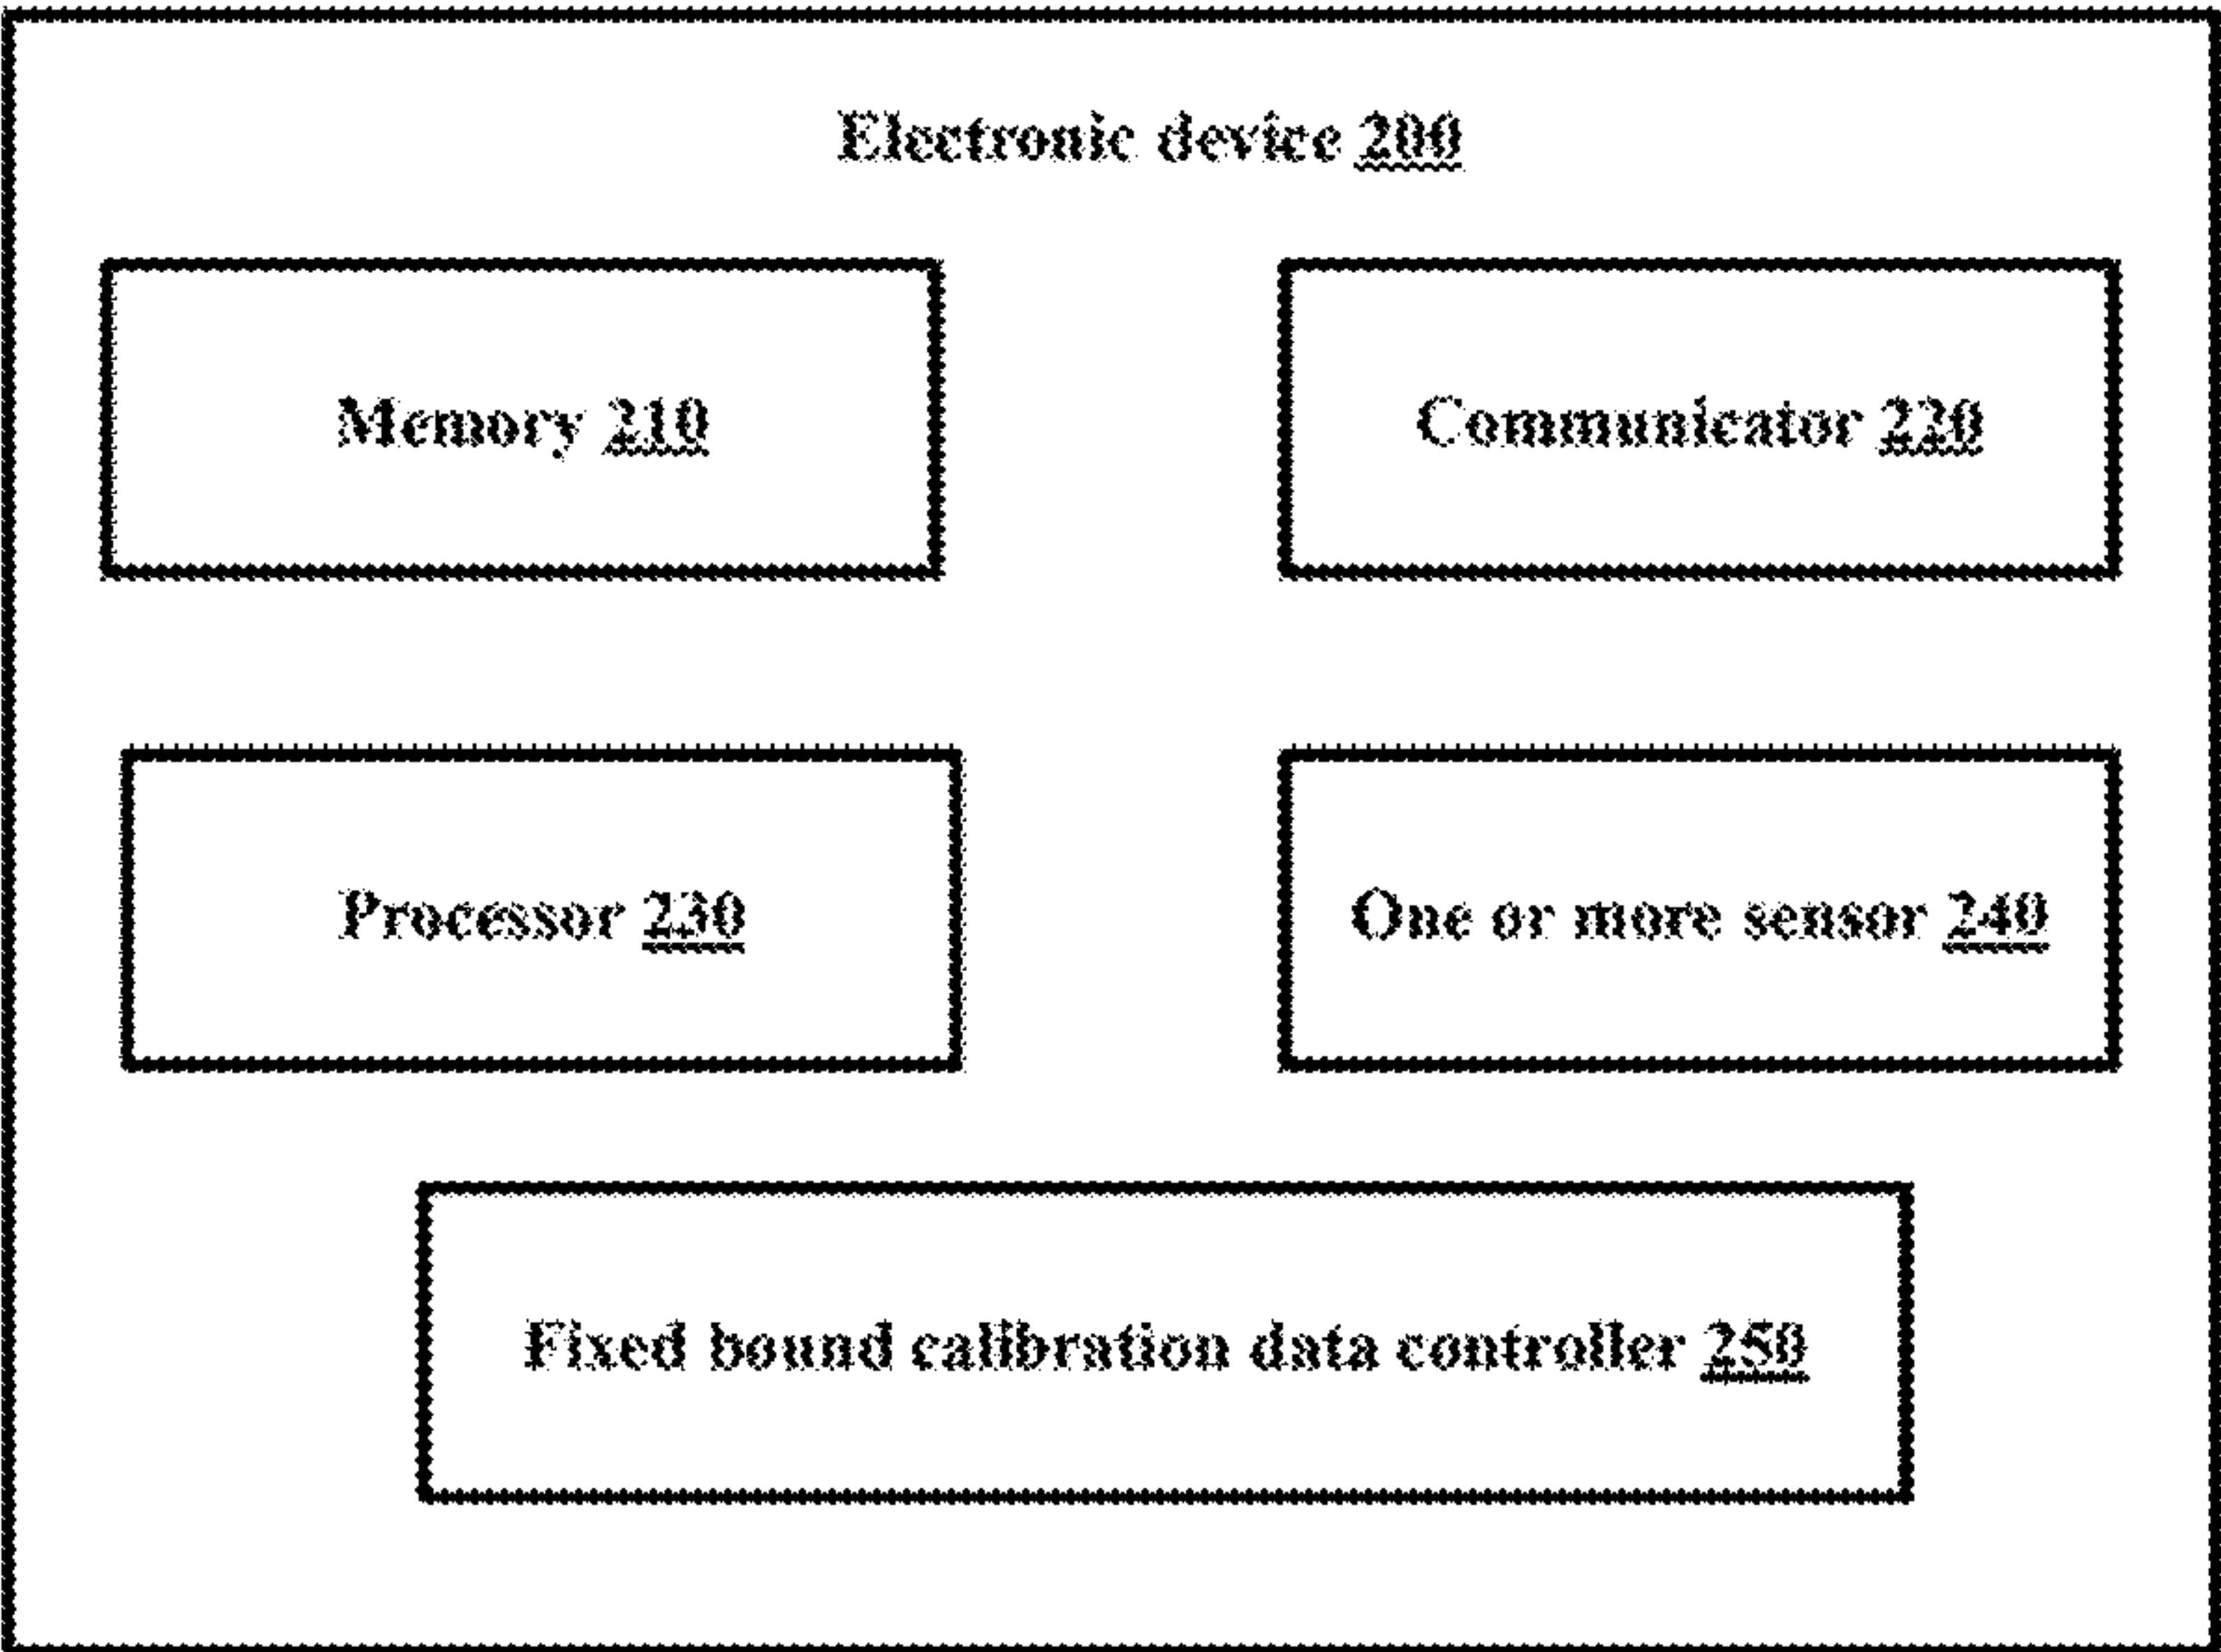 Electronic device 200
Memory 210
Communicator 220
Processor 230
One or more sensor 240
Fixed bound calibration data controller 250